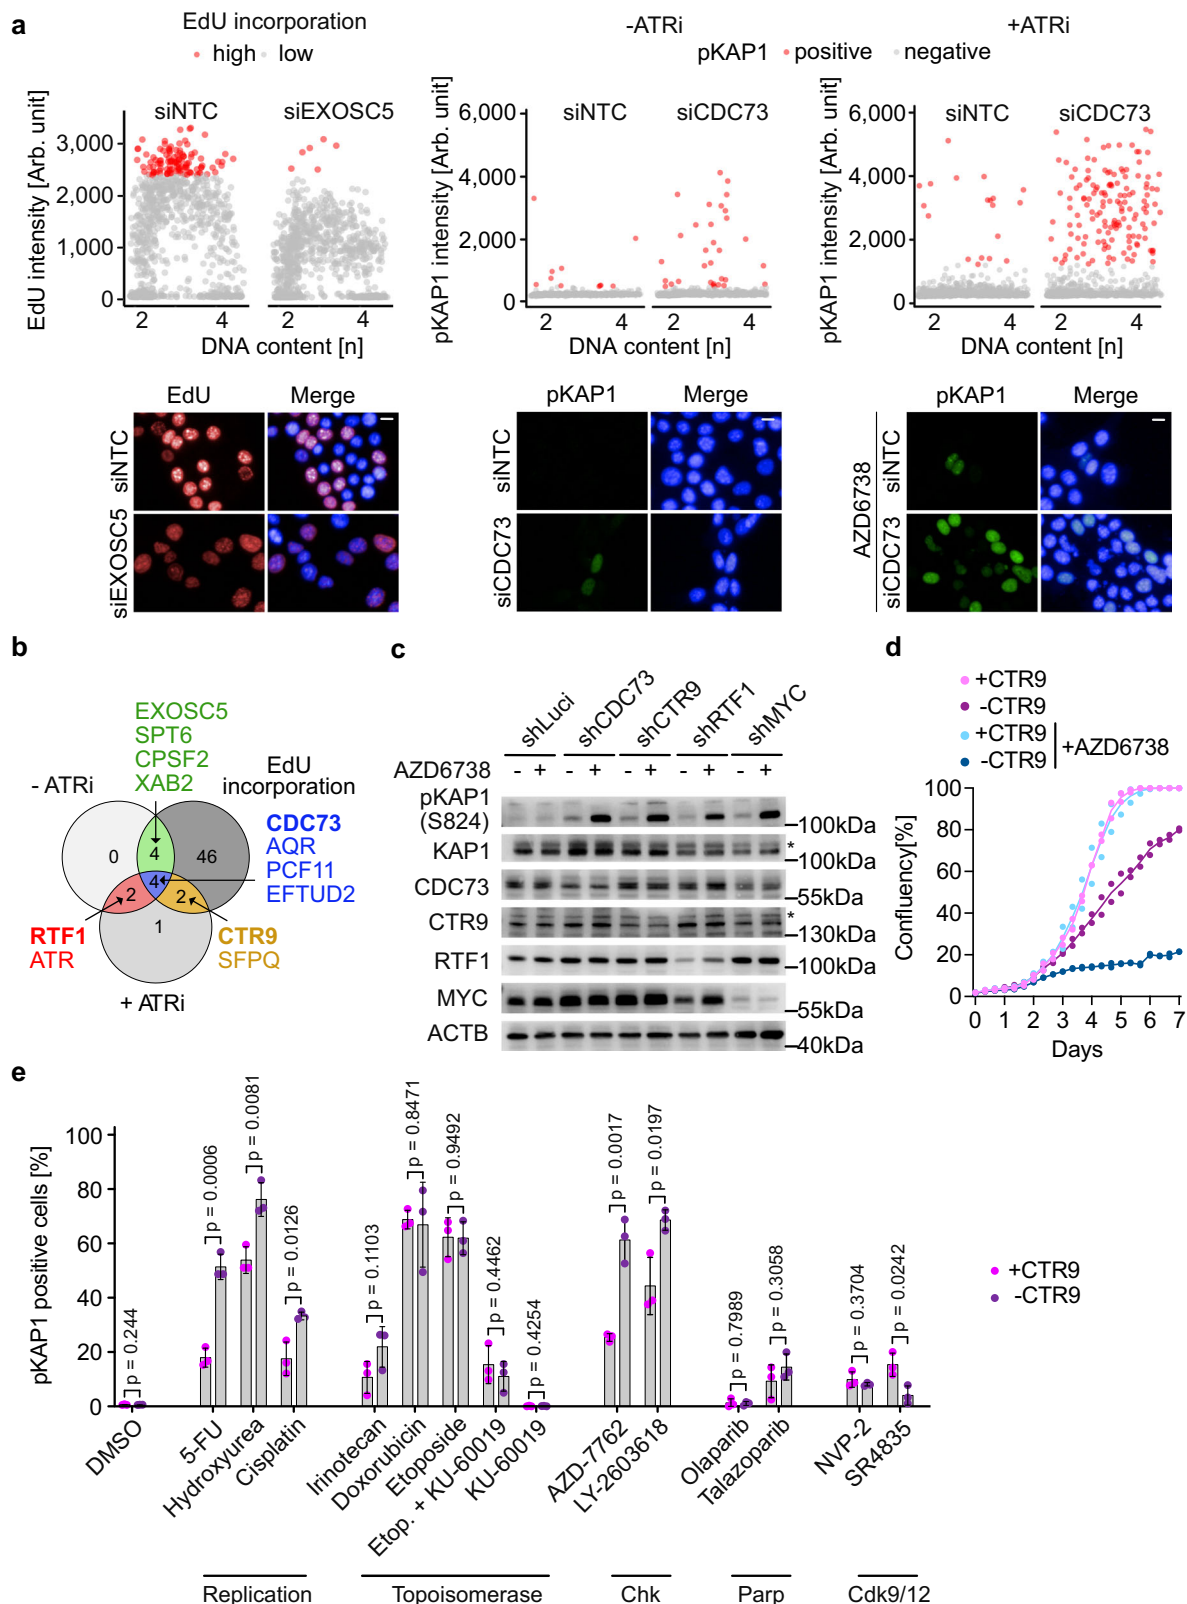 a
EdU incorporation
high low
-ATRi
+ATRi
pKAP1 positive negative
siNTC siEXOSC5
EdU intensity [Arb. unit]
3,000
2,000
1,000
0
2 4
DNA content [n]
siNTC siCDC73
pKAP1 intensity [Arb. unit]
6,000
4,000
2,000
0
2 4
DNA content [n]
siNTC siCDC73
pKAP1 intensity [Arb. unit]
6,000
4,000
2,000
0
2 4
DNA content [n]
EdU Merge
siNTC
siEXOSC5
pKAP1 Merge
siNTC
siCDC73
pKAP1 Merge
AZD6738
siNTC
siCDC73
b
EXOSC5
SPT6
CPSF2
XAB2
- ATRi
EdU
incorporation
CDC73
AQR
PCF11
EFTUD2
0 4 46
2 4 2
1
RTF1
ATR
CTR9
SFPQ
+ ATRi
c
shLuci shCDC73 shCTR9 shRTF1 shMYC
AZD6738 - + - + - + - + - +
pKAP1
(S824)
100kDa
KAP1
*
100kDa
CDC73
55kDa
CTR9
*
130kDa
RTF1
100kDa
MYC
55kDa
ACTB
40kDa
d
+CTR9
-CTR9
+CTR9
-CTR9
+AZD6738
Confluency[%]
100
80
60
40
20
0
0 1 2 3 4 5 6 7
Days
e
pKAP1 positive cells [%]
100
80
60
40
20
0
p = 0.244
p = 0.0006
p = 0.0081
p = 0.0126
p = 0.1103
p = 0.8471
p = 0.9492
p = 0.4462
p = 0.4254
p = 0.0017
p = 0.0197
p = 0.7989
p = 0.3058
p = 0.3704
p = 0.0242
+CTR9
-CTR9
DMSO
5-FU
Hydroxyurea
Cisplatin
Irinotecan
Doxorubicin
Etoposide
Etop. + KU-60019
KU-60019
AZD-7762
LY-2603618
Olaparib
Talazoparib
NVP-2
SR4835
Replication Topoisomerase Chk Parp Cdk9/12